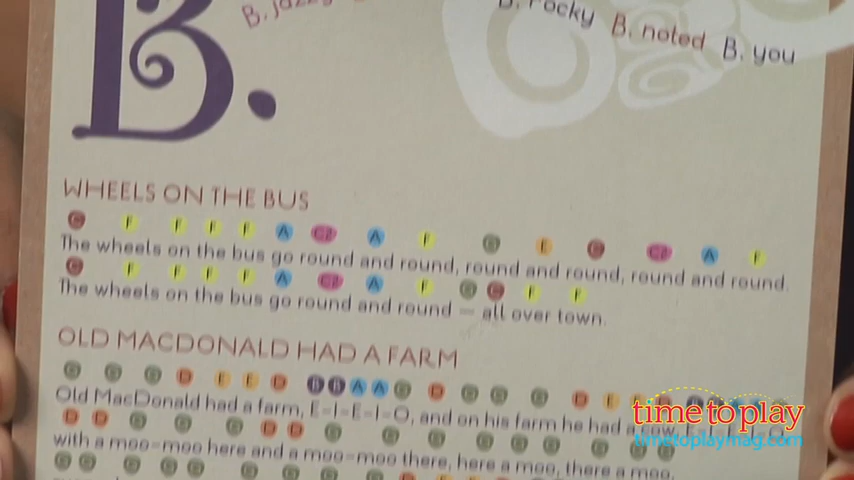 B.
B. jazzy
B. rocky B. noted B. you
WHEELS ON THE BUS
C F F F F A C# A F G E C C# A F
The wheels on the bus go round and round, round and round, round and round.
C F F F F A C# A F G C F F
The wheels on the bus go round and round – all over town.
OLD MACDONALD HAD A FARM
G G G D E E D B B A A G D G G G D E
Old MacDonald had a farm, E-I-E-I-O, and on his farm he had a cow,
D D G G G D D G G G G G G G G
with a moo-moo here and a moo-moo there, here a moo, there a moo,
G G G G G G G G
time to play
timetoplaymag.com